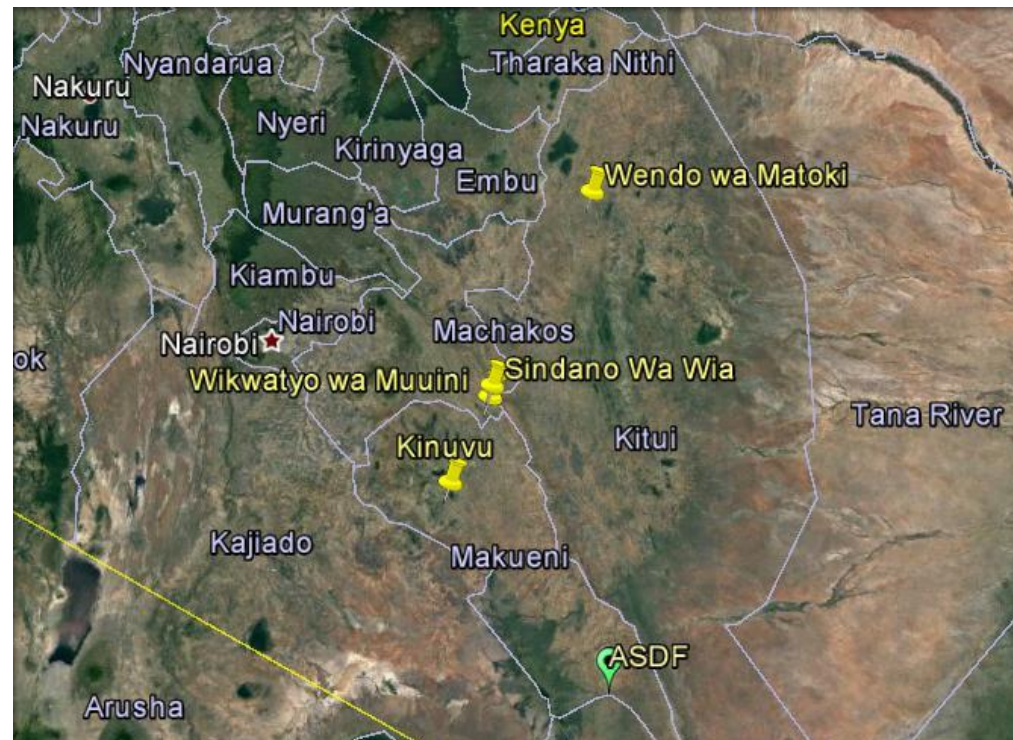 Kenya
Nyandarua
Tharaka Nithi
Nakuru
Nakuru
Nyeri
Kirinyaga
Embu
Wendo wa Matoki
Murang'a
Kiambu
Nairobi
Machakos
Nairobi
ok
Sindano Wa Wia
Wikwatyo wa Muuini
Tana River
Kitui
Kinuvu
Kajiado
Makueni
ASDF
Arusha